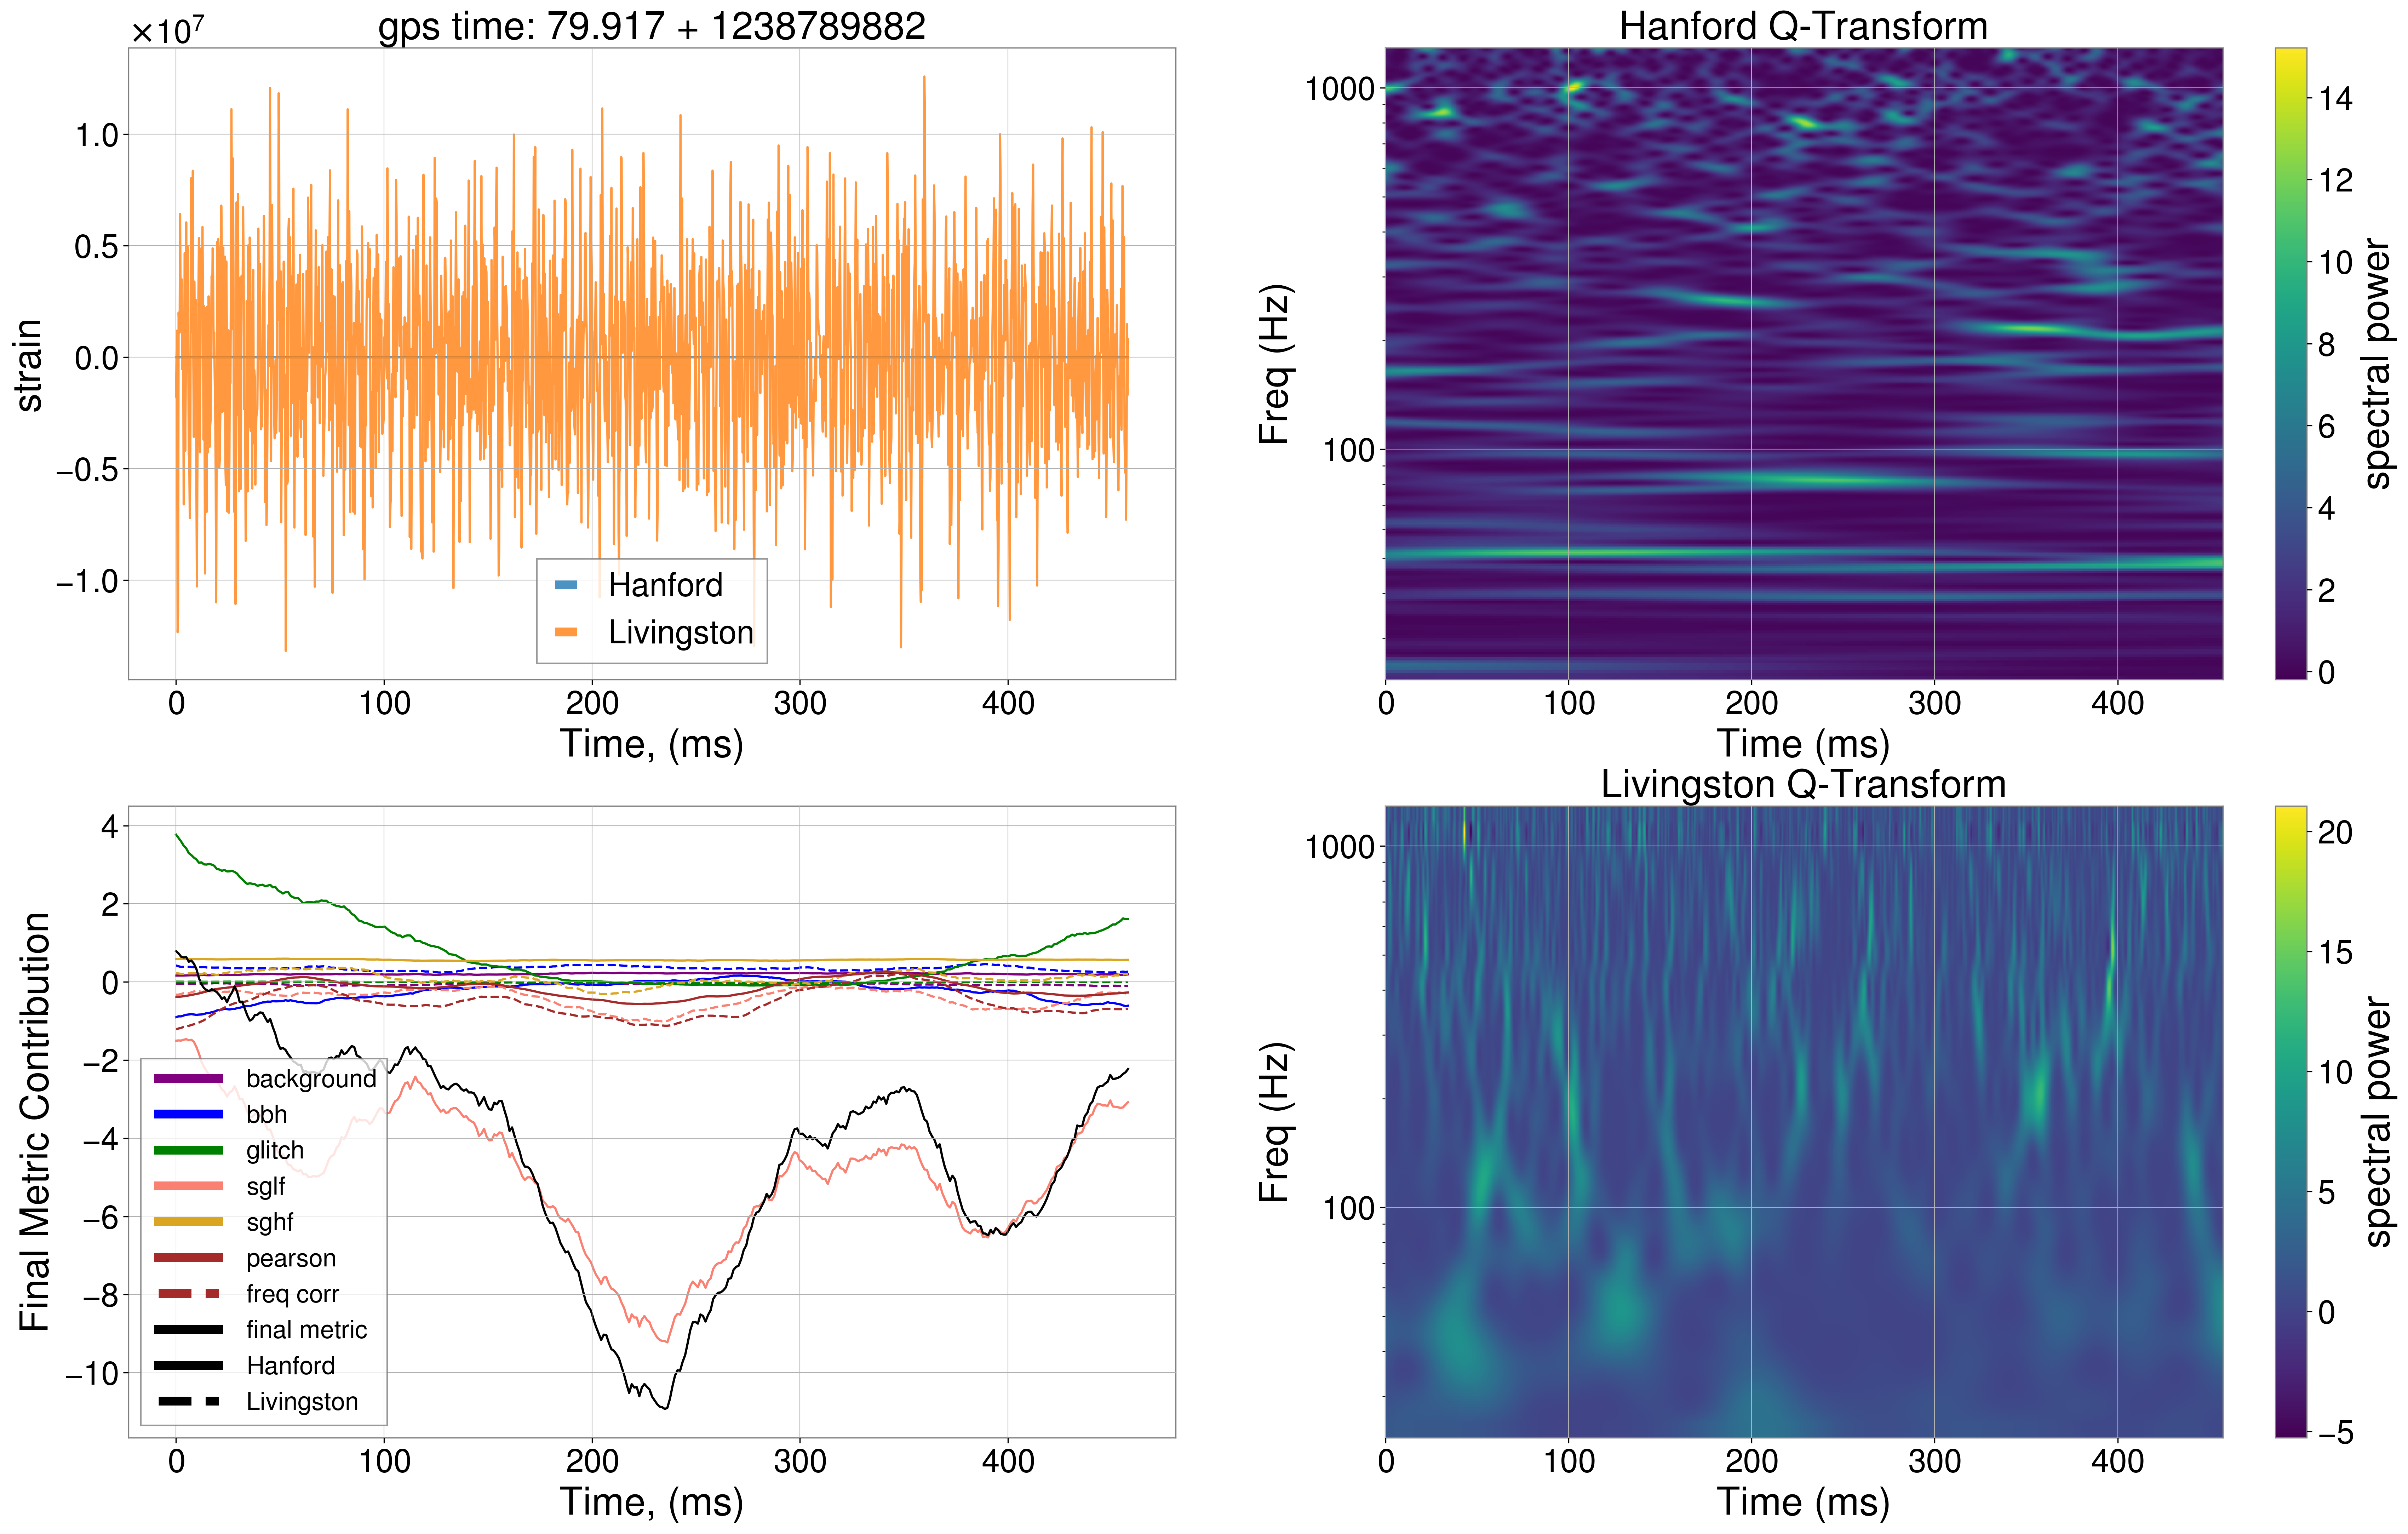 ×10⁷
gps time: 79.917 + 1238789882
1.0
0.5
0.0
−0.5
−1.0
strain
Hanford
Livingston
0 100 200 300 400
Time, (ms)
Hanford Q-Transform
1000
100
Freq (Hz)
0 100 200 300 400
Time (ms)
14
12
10
8
6
4
2
0
spectral power
4
2
0
−2
−4
−6
−8
−10
Final Metric Contribution
background
bbh
glitch
sglf
sghf
pearson
freq corr
final metric
Hanford
Livingston
0 100 200 300 400
Time, (ms)
Livingston Q-Transform
1000
100
Freq (Hz)
0 100 200 300 400
Time (ms)
20
15
10
5
0
−5
spectral power